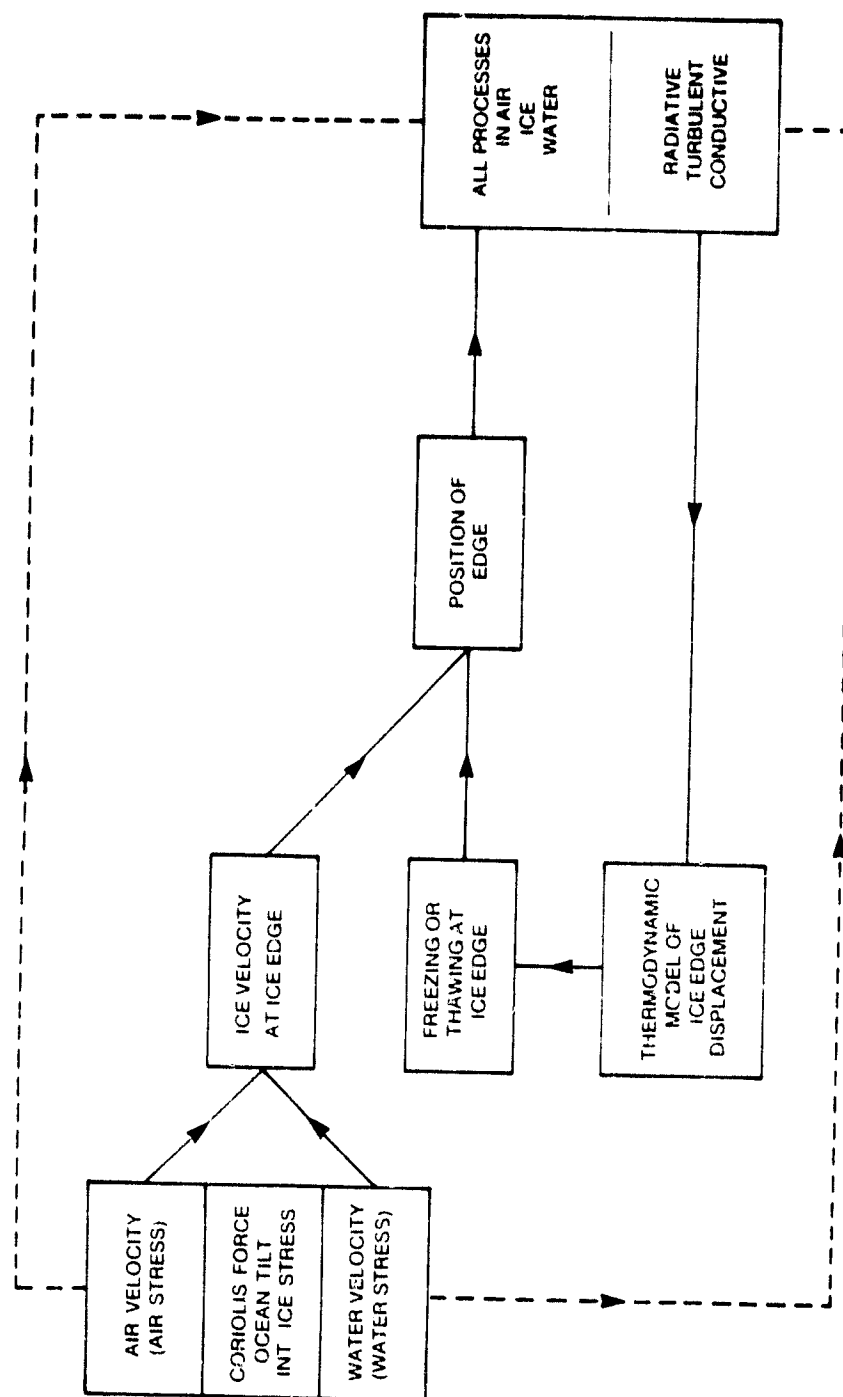 AIR VELOCITY
(AIR STRESS)
CORIOLIS FORCE
OCEAN TILT
INT ICE STRESS
WATER VELOCITY
(WATER STRESS)
ICE VELOCITY
AT ICE EDGE
FREEZING OR
THAWING AT
ICE EDGE
THERMODYNAMIC
MODEL OF
ICE EDGE
DISPLACEMENT
POSITION OF
EDGE
ALL PROCESSES
IN AIR
ICE
WATER
RADIATIVE
TURBULENT
CONDUCTIVE